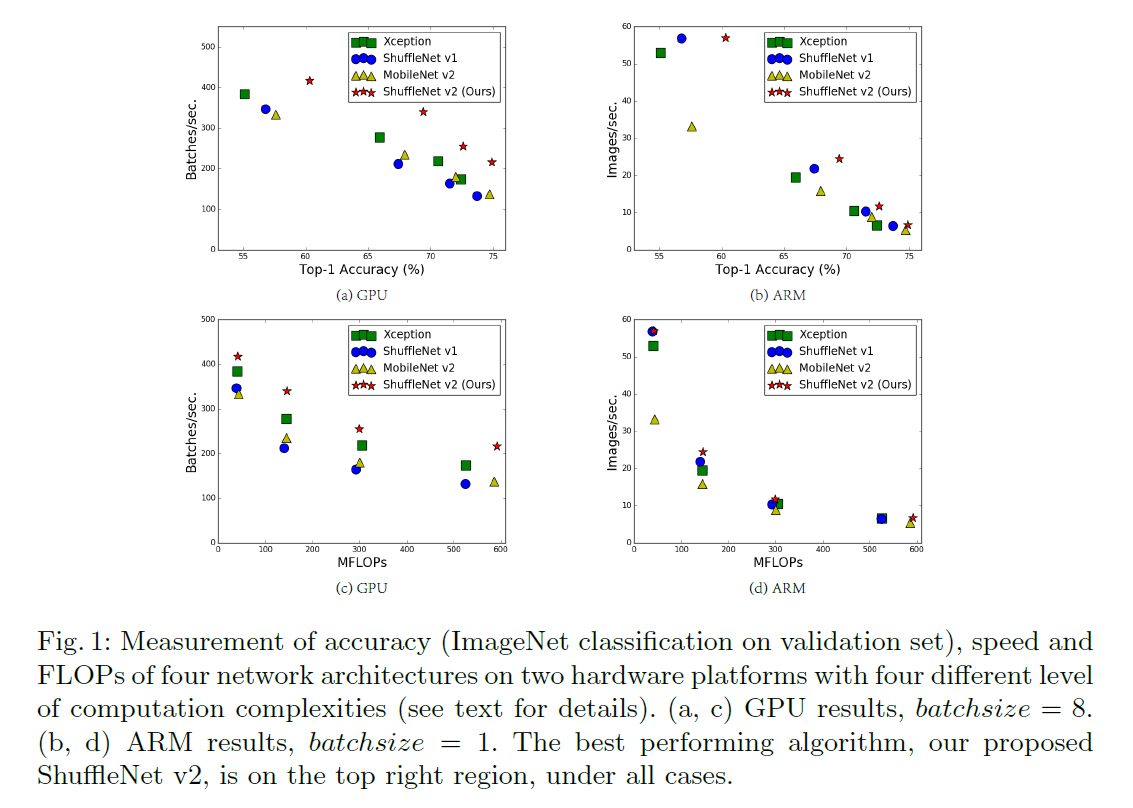 500
400
300
200
100
0
Batches/sec.
Xception
ShuffleNet v1
MobileNet v2
ShuffleNet v2 (Ours)
55 60 65 70 75
Top-1 Accuracy (%)
(a) GPU
60
50
40
30
20
10
0
Images/sec.
Xception
ShuffleNet v1
MobileNet v2
ShuffleNet v2 (Ours)
55 60 65 70 75
Top-1 Accuracy (%)
(b) ARM
500
400
300
200
100
0
Batches/sec.
Xception
ShuffleNet v1
MobileNet v2
ShuffleNet v2 (Ours)
0 100 200 300 400 500 600
MFLOPs
(c) GPU
60
50
40
30
20
10
0
Images/sec.
Xception
ShuffleNet v1
MobileNet v2
ShuffleNet v2 (Ours)
0 100 200 300 400 500 600
MFLOPs
(d) ARM
Fig. 1: Measurement of accuracy (ImageNet classification on validation set), speed and
FLOPs of four network architectures on two hardware platforms with four different level
of computation complexities (see text for details). (a, c) GPU results, batchsize = 8.
(b, d) ARM results, batchsize = 1. The best performing algorithm, our proposed
ShuffleNet v2, is on the top right region, under all cases.